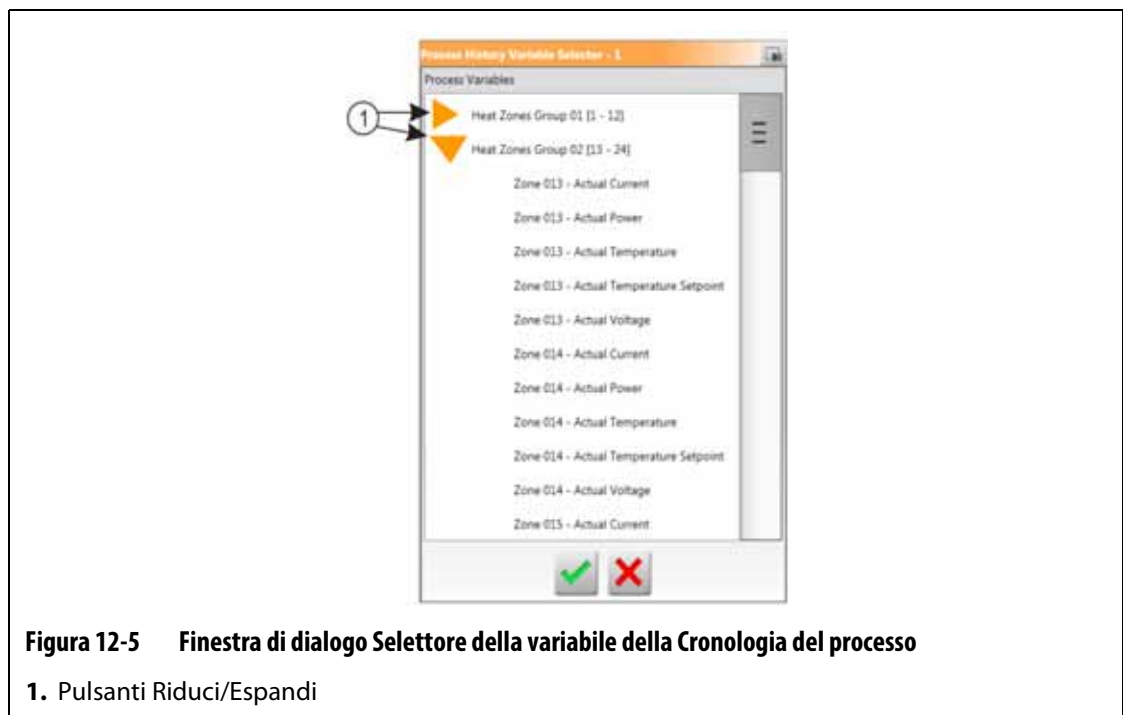 Process History Variable Selector - 1
Process Variables
Heat Zones Group 01 [1 - 12]
1
Heat Zones Group 02 [13 - 24]
Zone 013 - Actual Current
Zone 013 - Actual Power
Zone 013 - Actual Temperature
Zone 013 - Actual Temperature Setpoint
Zone 013 - Actual Voltage
Zone 014 - Actual Current
Zone 014 - Actual Power
Zone 014 - Actual Temperature
Zone 014 - Actual Temperature Setpoint
Zone 014 - Actual Voltage
Zone 015 - Actual Current
Figura 12-5 Finestra di dialogo Selettore della variabile della Cronologia del processo
1. Pulsanti Riduci/Espandi